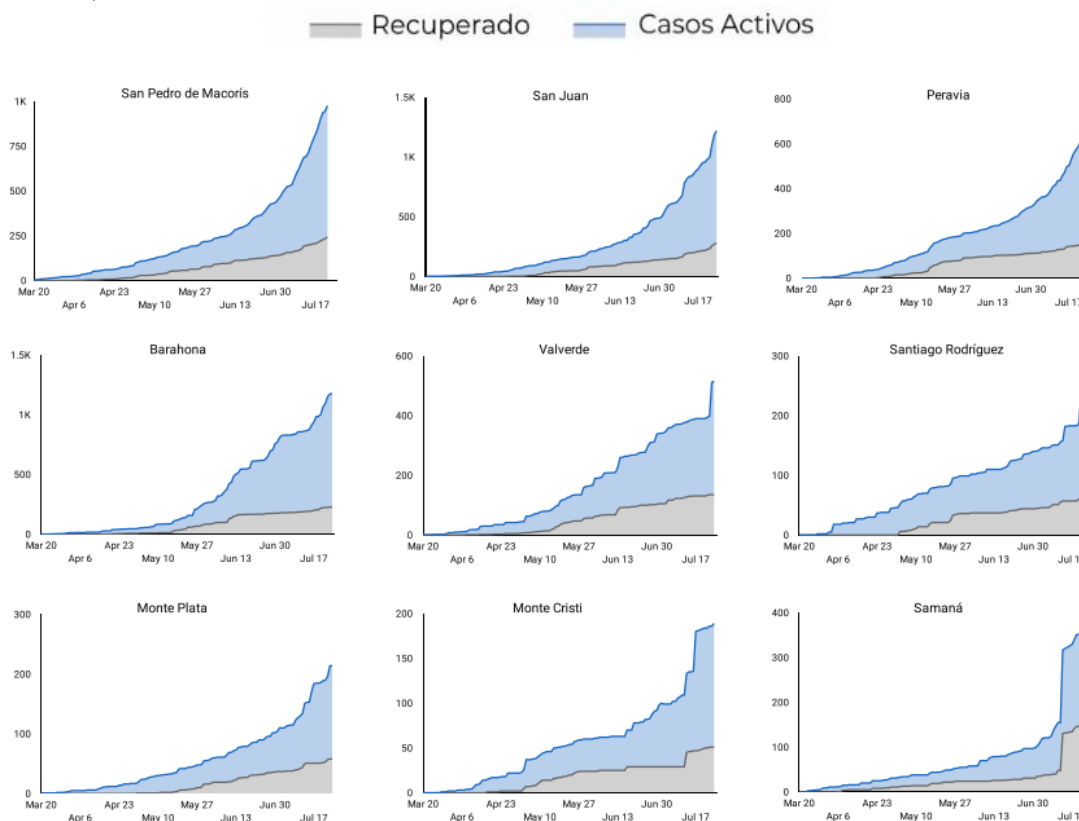 Recuperado Casos Activos
San Pedro de Macorís
1K
750
500
250
0
Mar 20 Apr 23 May 27 Jun 30
Apr 6 May 10 Jun 13 Jul 17
San Juan
1.5K
1K
500
0
Mar 20 Apr 23 May 27 Jun 30
Apr 6 May 10 Jun 13 Jul 17
Peravia
800
600
400
200
0
Mar 20 Apr 23 May 27 Jun 30
Apr 6 May 10 Jun 13 Jul 17
Barahona
1.5K
1K
500
0
Mar 20 Apr 23 May 27 Jun 30
Apr 6 May 10 Jun 13 Jul 17
Valverde
600
400
200
0
Mar 20 Apr 23 May 27 Jun 30
Apr 6 May 10 Jun 13 Jul 17
Santiago Rodríguez
300
200
100
0
Mar 20 Apr 23 May 27 Jun 30
Apr 6 May 10 Jun 13 Jul 1
Monte Plata
300
200
100
0
Mar 20 Apr 23 May 27 Jun 30
Apr 6 May 10 Jun 13 Jul 17
Monte Cristi
200
150
100
50
0
Mar 20 Apr 23 May 27 Jun 30
Apr 6 May 10 Jun 13 Jul 17
Samaná
400
300
200
100
0
Mar 20 Apr 23 May 27 Jun 30
Apr 6 May 10 Jun 13 Jul 1